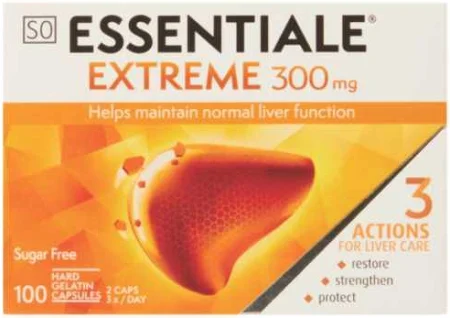 S0
ESSENTIALE®
EXTREME 300 mg
Helps maintain normal liver function
3
ACTIONS
FOR LIVER CARE
restore
strengthen
protect
Sugar Free
100 HARD GELATIN CAPSULES
2 CAPS
3 x / DAY